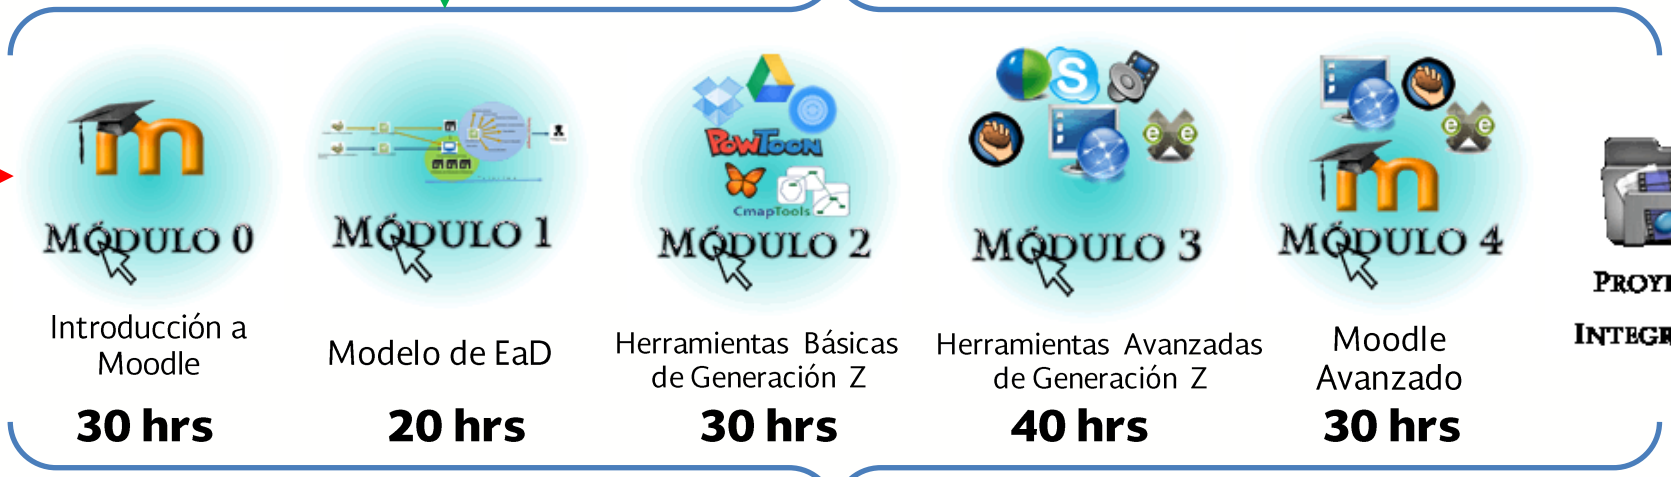 POWTOON
CmapTools
MÓDULO 0
MÓDULO 1
MÓDULO 2
MÓDULO 3
MÓDULO 4
Introducción a
Moodle
30 hrs
Modelo de EaD
20 hrs
Herramientas Básicas
de Generación Z
30 hrs
Herramientas Avanzadas
de Generación Z
40 hrs
Moodle
Avanzado
30 hrs